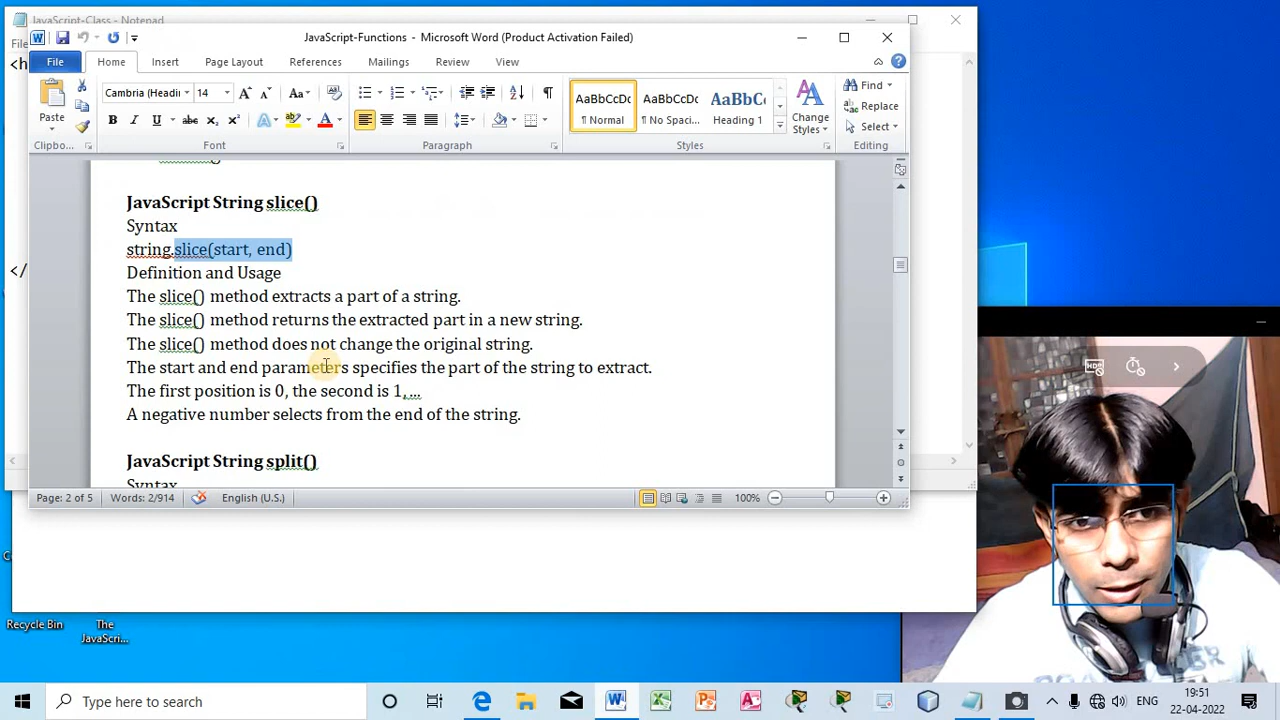 JavaScript-Class - Notepad
JavaScript-Functions - Microsoft Word (Product Activation Failed)
File Home Insert Page Layout References Mailings Review View
Cambria (Headi 14
Paste
AaBbCcDc AaBbCcDc AaBbCc
¶ Normal ¶ No Spaci... Heading 1
Change Styles
Find
Replace
Select
Clipbo... Font Paragraph Styles Editing
JavaScript String slice()
Syntax
string.slice(start, end)
Definition and Usage
The slice() method extracts a part of a string.
The slice() method returns the extracted part in a new string.
The slice() method does not change the original string.
The start and end parameters specifies the part of the string to extract.
The first position is 0, the second is 1, ...
A negative number selects from the end of the string.
JavaScript String split()
Syntax
Page: 2 of 5 Words: 2/914 English (U.S.) 100%
HDR
Recycle Bin
The JavaScri...
Type here to search
ENG
19:51
22-04-2022